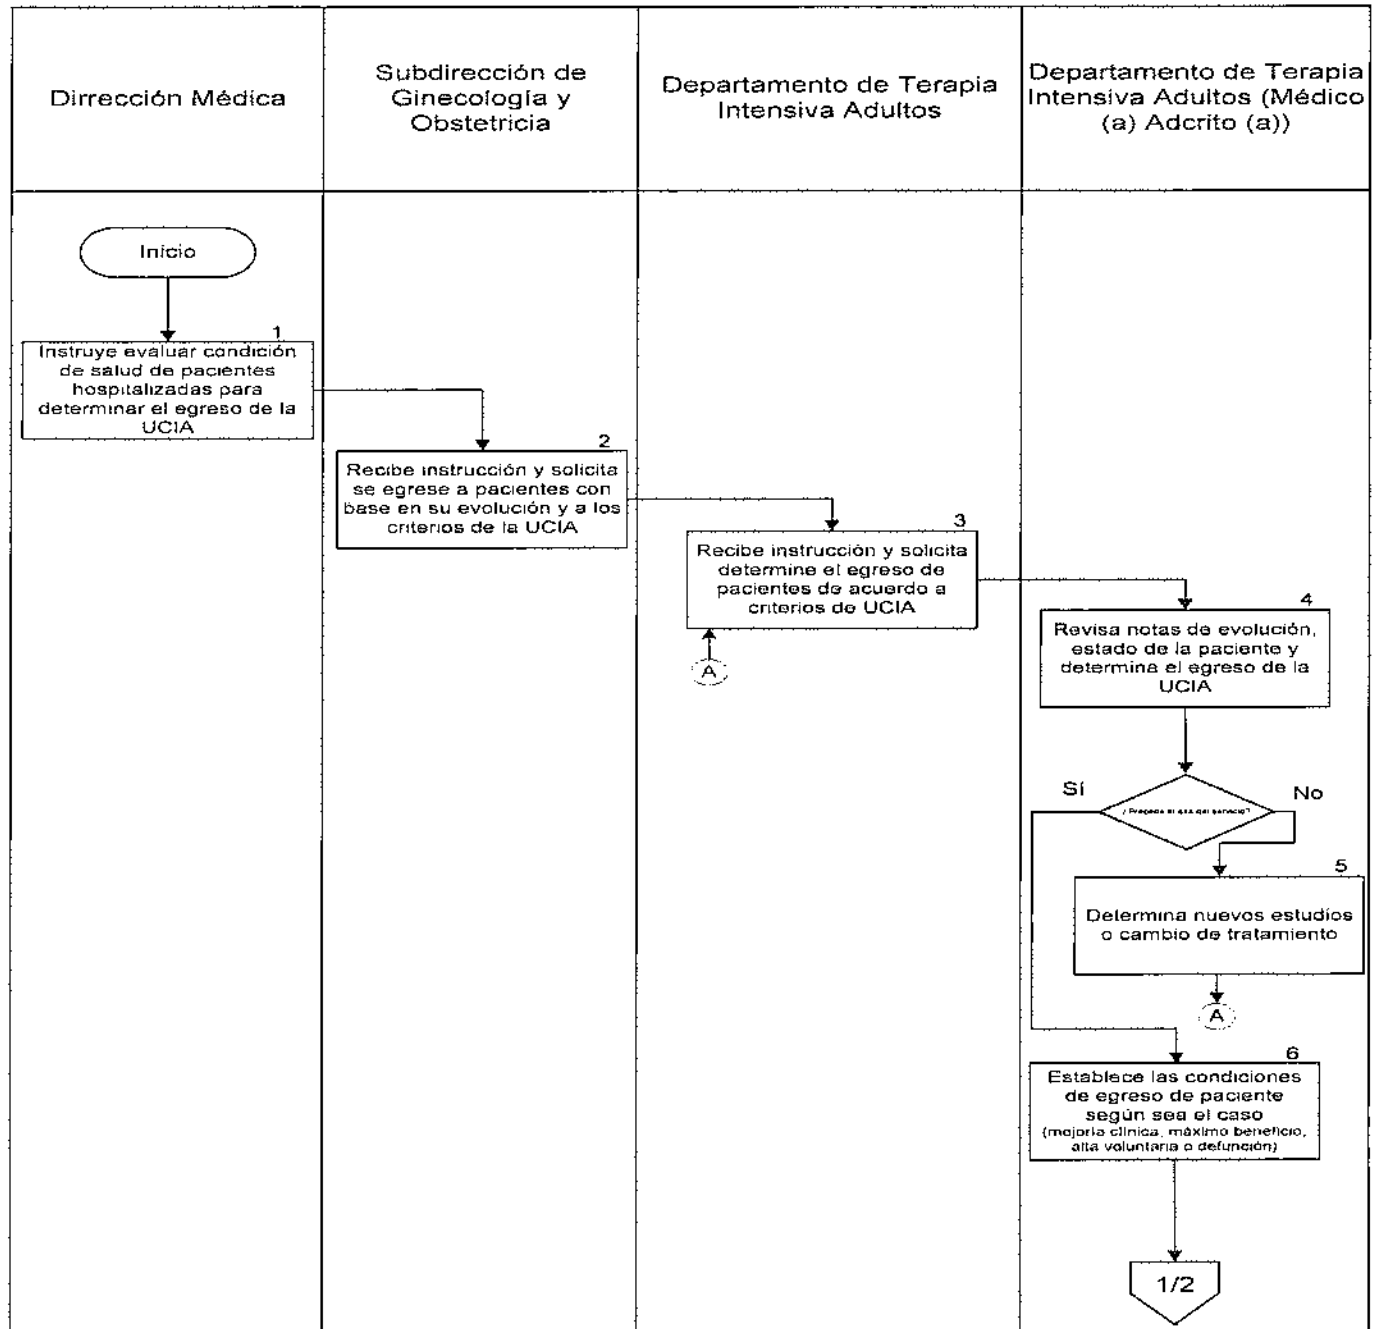 Dirrección Médica
Subdirección de
Ginecología y
Obstetricia
Departamento de Terapia
Intensiva Adultos
Departamento de Terapia
Intensiva Adultos (Médico
(a) Adcrito (a))
Inicio
1
Instruye evaluar condición
de salud de pacientes
hospitalizadas para
determinar el egreso de la
UCIA
2
Recibe instrucción y solicita
se egrese a pacientes con
base en su evolución y a los
criterios de la UCIA
3
Recibe instrucción y solicita
determine el egreso de
pacientes de acuerdo a
criterios de UCIA
A
4
Revisa notas de evolución,
estado de la paciente y
determina el egreso de la
UCIA
Sí
¿Procede el alta del servicio?
No
5
Determina nuevos estudios
o cambio de tratamiento
A
6
Establece las condiciones
de egreso de paciente
según sea el caso
(mejoría clínica, máximo beneficio,
alta voluntaria o defunción)
1/2